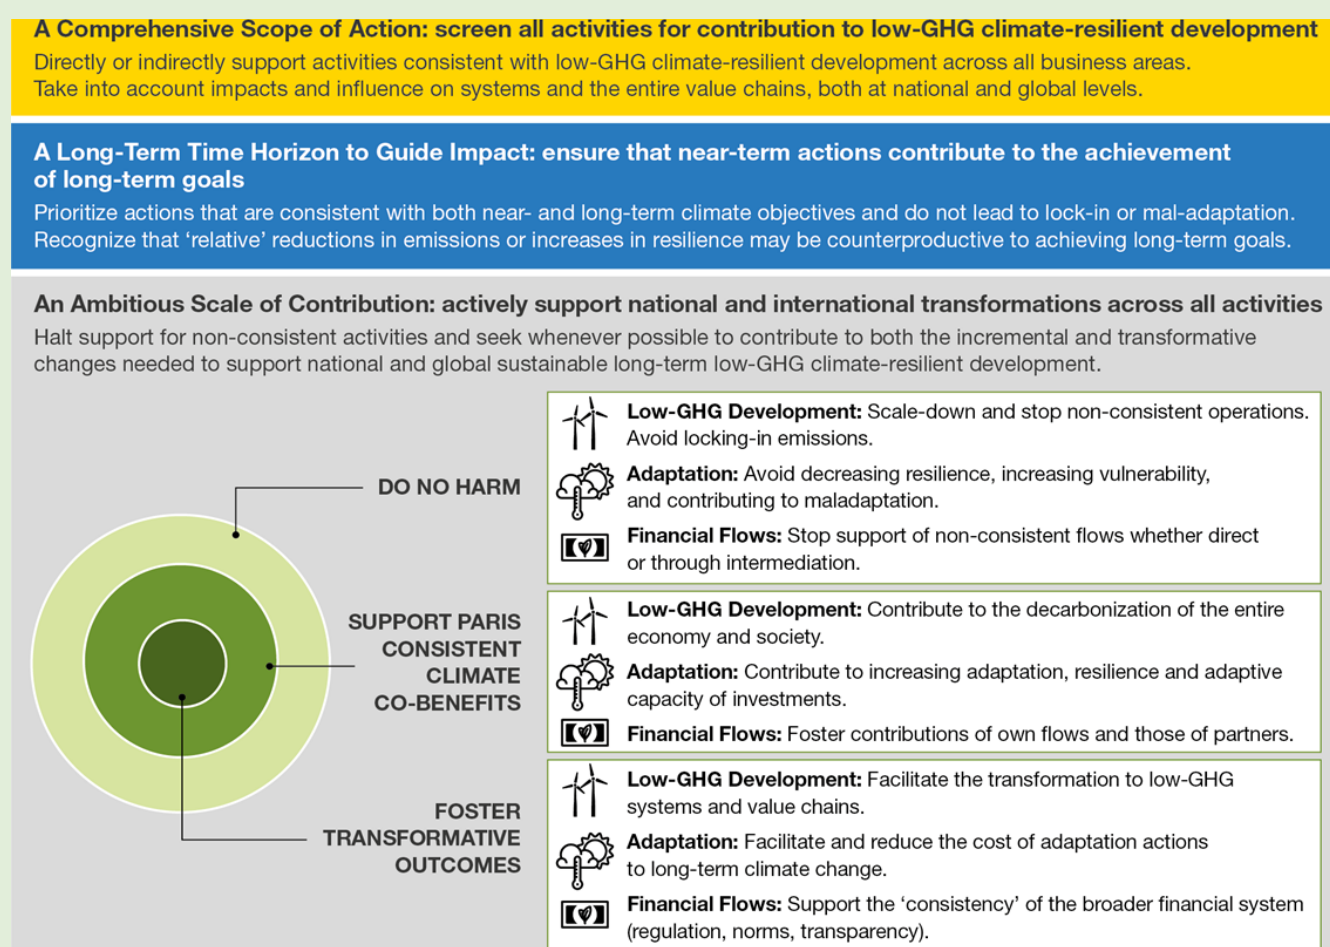 A Comprehensive Scope of Action: screen all activities for contribution to low-GHG climate-resilient development
Directly or indirectly support activities consistent with low-GHG climate-resilient development across all business areas.
Take into account impacts and influence on systems and the entire value chains, both at national and global levels.
A Long-Term Time Horizon to Guide Impact: ensure that near-term actions contribute to the achievement
of long-term goals
Prioritize actions that are consistent with both near- and long-term climate objectives and do not lead to lock-in or mal-adaptation.
Recognize that ‘relative’ reductions in emissions or increases in resilience may be counterproductive to achieving long-term goals.
An Ambitious Scale of Contribution: actively support national and international transformations across all activities
Halt support for non-consistent activities and seek whenever possible to contribute to both the incremental and transformative
changes needed to support national and global sustainable long-term low-GHG climate-resilient development.
DO NO HARM
Low-GHG Development: Scale-down and stop non-consistent operations.
Avoid locking-in emissions.
Adaptation: Avoid decreasing resilience, increasing vulnerability,
and contributing to maladaptation.
Financial Flows: Stop support of non-consistent flows whether direct
or through intermediation.
SUPPORT PARIS
CONSISTENT
CLIMATE
CO-BENEFITS
Low-GHG Development: Contribute to the decarbonization of the entire
economy and society.
Adaptation: Contribute to increasing adaptation, resilience and adaptive
capacity of investments.
Financial Flows: Foster contributions of own flows and those of partners.
FOSTER
TRANSFORMATIVE
OUTCOMES
Low-GHG Development: Facilitate the transformation to low-GHG
systems and value chains.
Adaptation: Facilitate and reduce the cost of adaptation actions
to long-term climate change.
Financial Flows: Support the ‘consistency’ of the broader financial system
(regulation, norms, transparency).